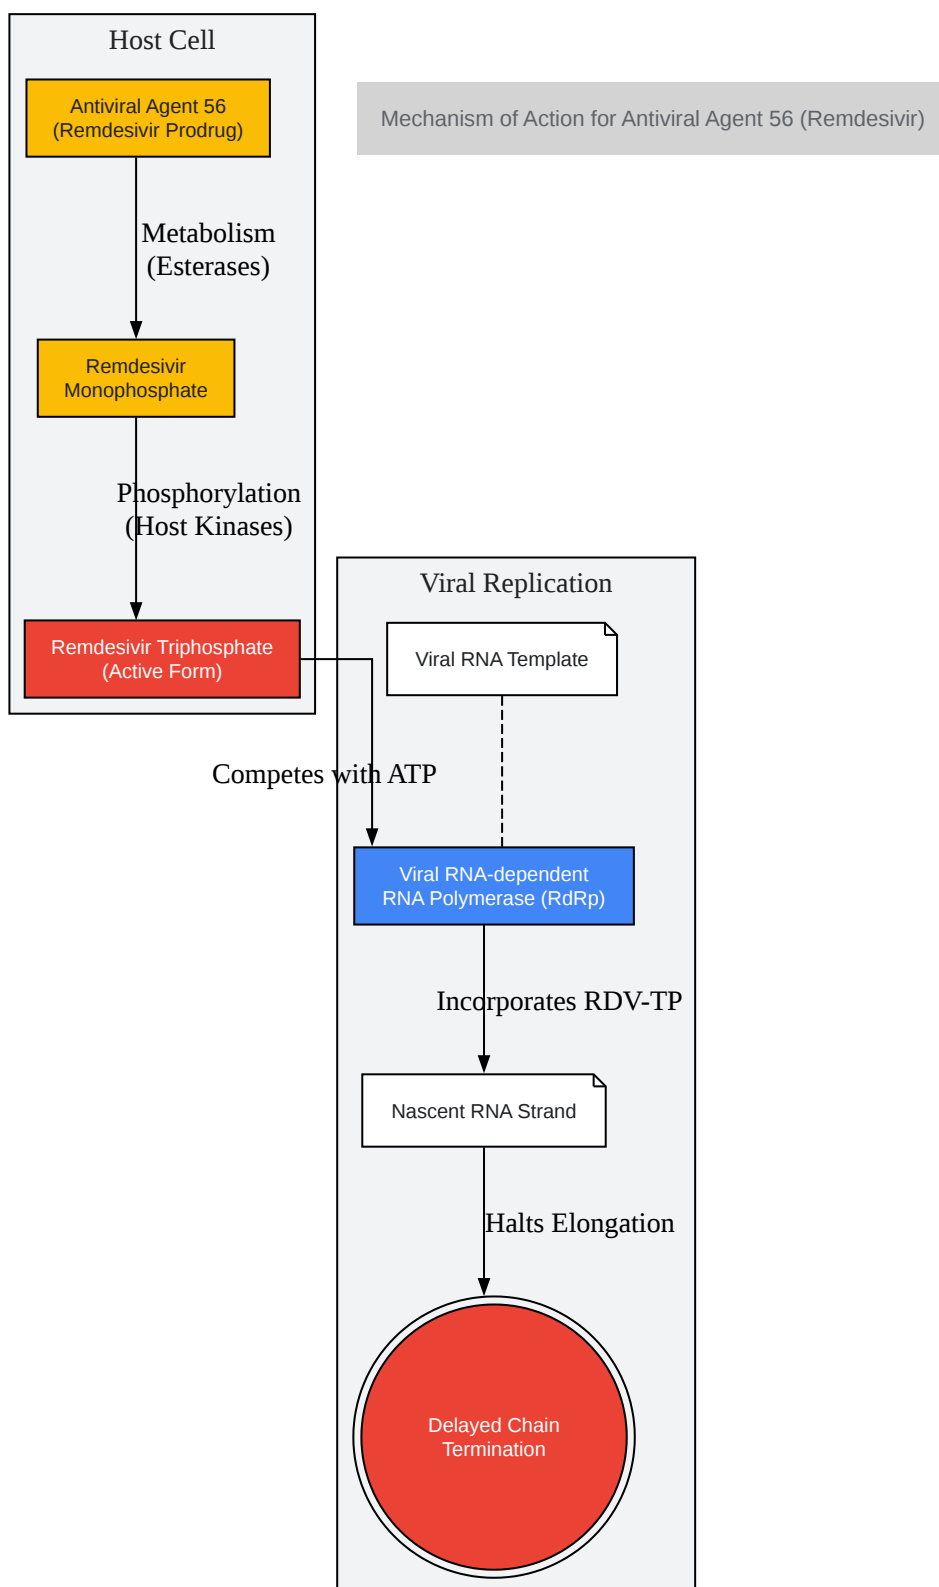 Host Cell
Antiviral Agent 56
(Remdesivir Prodrug)
Mechanism of Action for Antiviral Agent 56 (Remdesivir)
Metabolism
(Esterases)
Remdesivir
Monophosphate
Phosphorylation
(Host Kinases)
Remdesivir Triphosphate
(Active Form)
Viral Replication
Viral RNA Template
Competes with ATP
Viral RNA-dependent
RNA Polymerase (RdRp)
Incorporates RDV-TP
Nascent RNA Strand
Halts Elongation
Delayed Chain
Termination